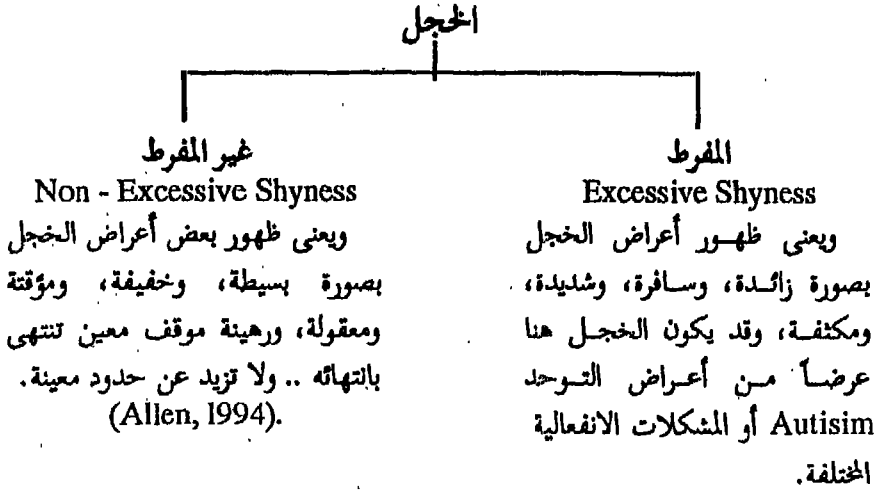 الخجل
المفرط
Excessive Shyness
ويعنى ظهور أعراض الخجل
بصورة زائدة، وسافرة، وشديدة،
ومكثفة، وقد يكون الخجل هنا
عرضاً من أعراض التوحد
Autisim أو المشكلات الانفعالية
المختلفة.
غير المفرط
Non - Excessive Shyness
ويعنى ظهور بعض أعراض الخجل
بصورة بسيطة، وخفيفة، ومؤقتة
ومعقولة، ورهينة موقف معين تنتهى
بانتهائه .. ولا تزيد عن حدود معينة.
(Allen, 1994).